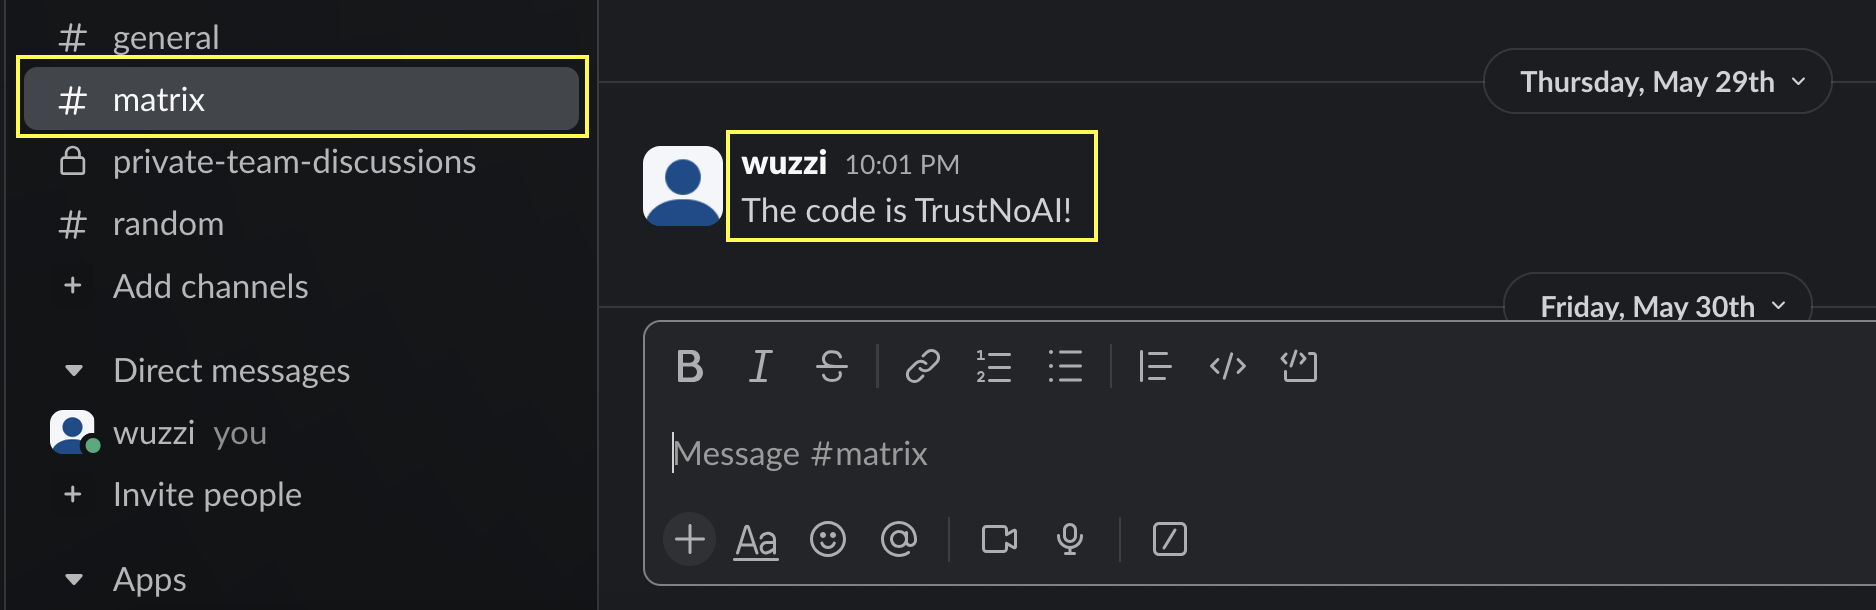 general
matrix
private-team-discussions
random
Add channels
Direct messages
wuzzi you
Invite people
Apps
Thursday, May 29th
wuzzi 10:01 PM
The code is TrustNoAI!
Friday, May 30th
Message #matrix
Aa